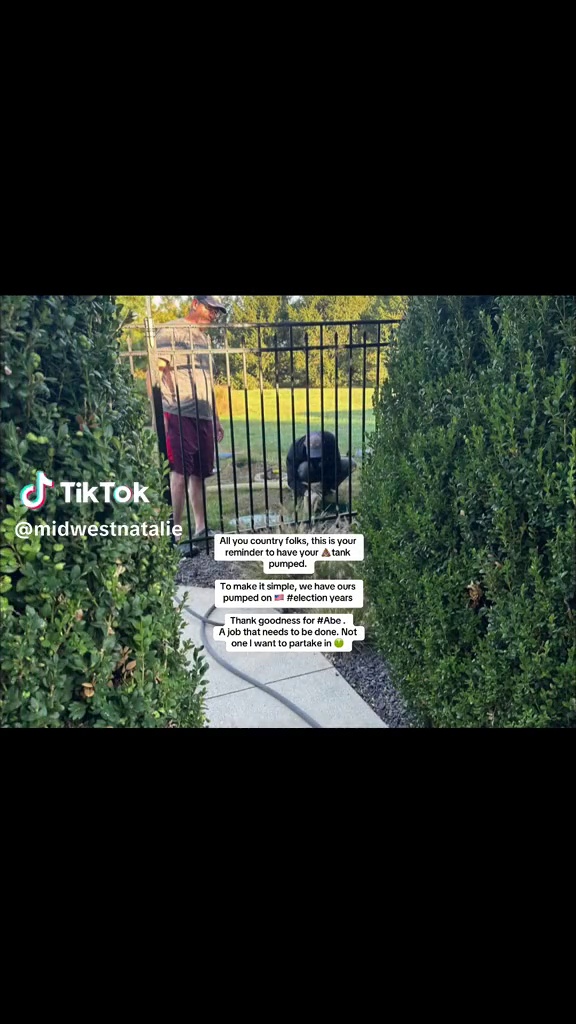 TikTok
@midwestnatalie
All you country folks, this is your
reminder to have your 💩tank
pumped.
To make it simple, we have ours
pumped on 🇺🇸 #election years
Thank goodness for #Abe .
A job that needs to be done. Not
one I want to partake in 🤢